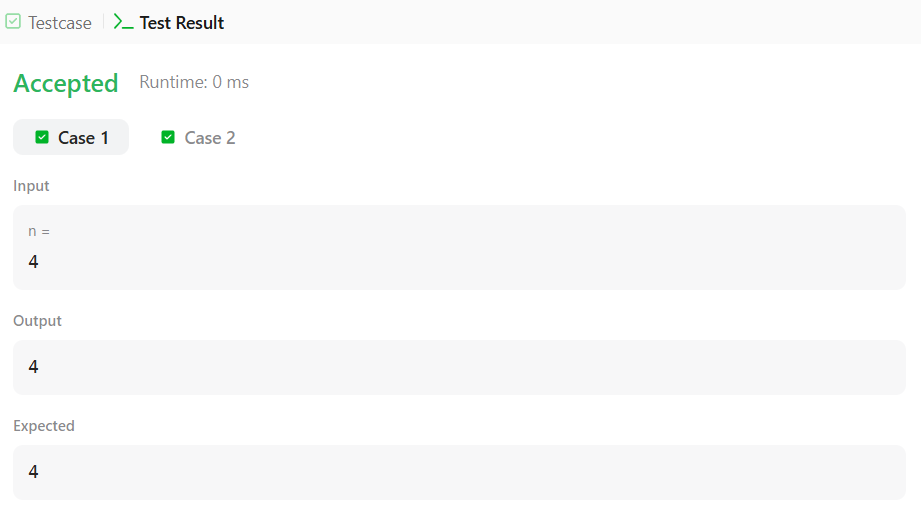 Testcase Test Result
Accepted Runtime: 0 ms
Case 1 Case 2
Input
n =
4
Output
4
Expected
4